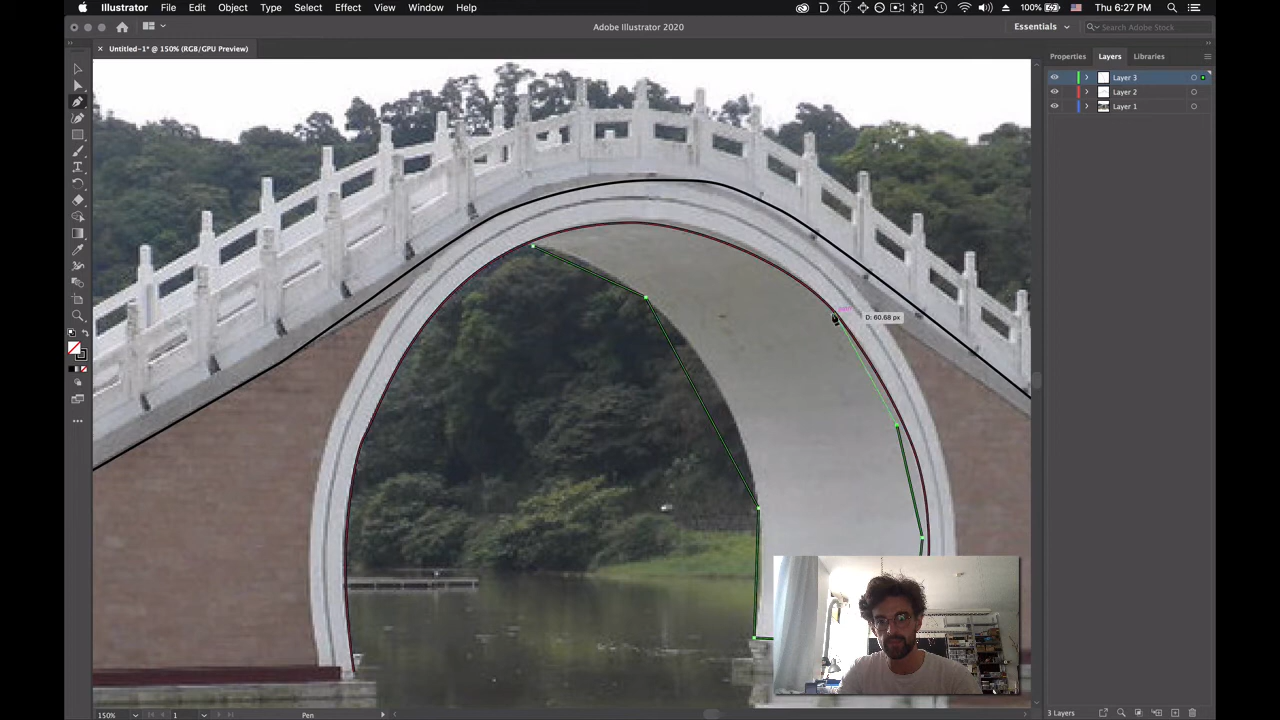 Illustrator File Edit Object Type Select Effect View Window Help
100% Thu 6:27 PM
Adobe Illustrator 2020
Essentials
Adobe Stock
× Untitled-1* @ 150% (RGB/GPU Preview)
Properties Layers Libraries
Layer 3
Layer 2
Layer 1
D: 60.68 px
150% 1 Pen
3 Layers